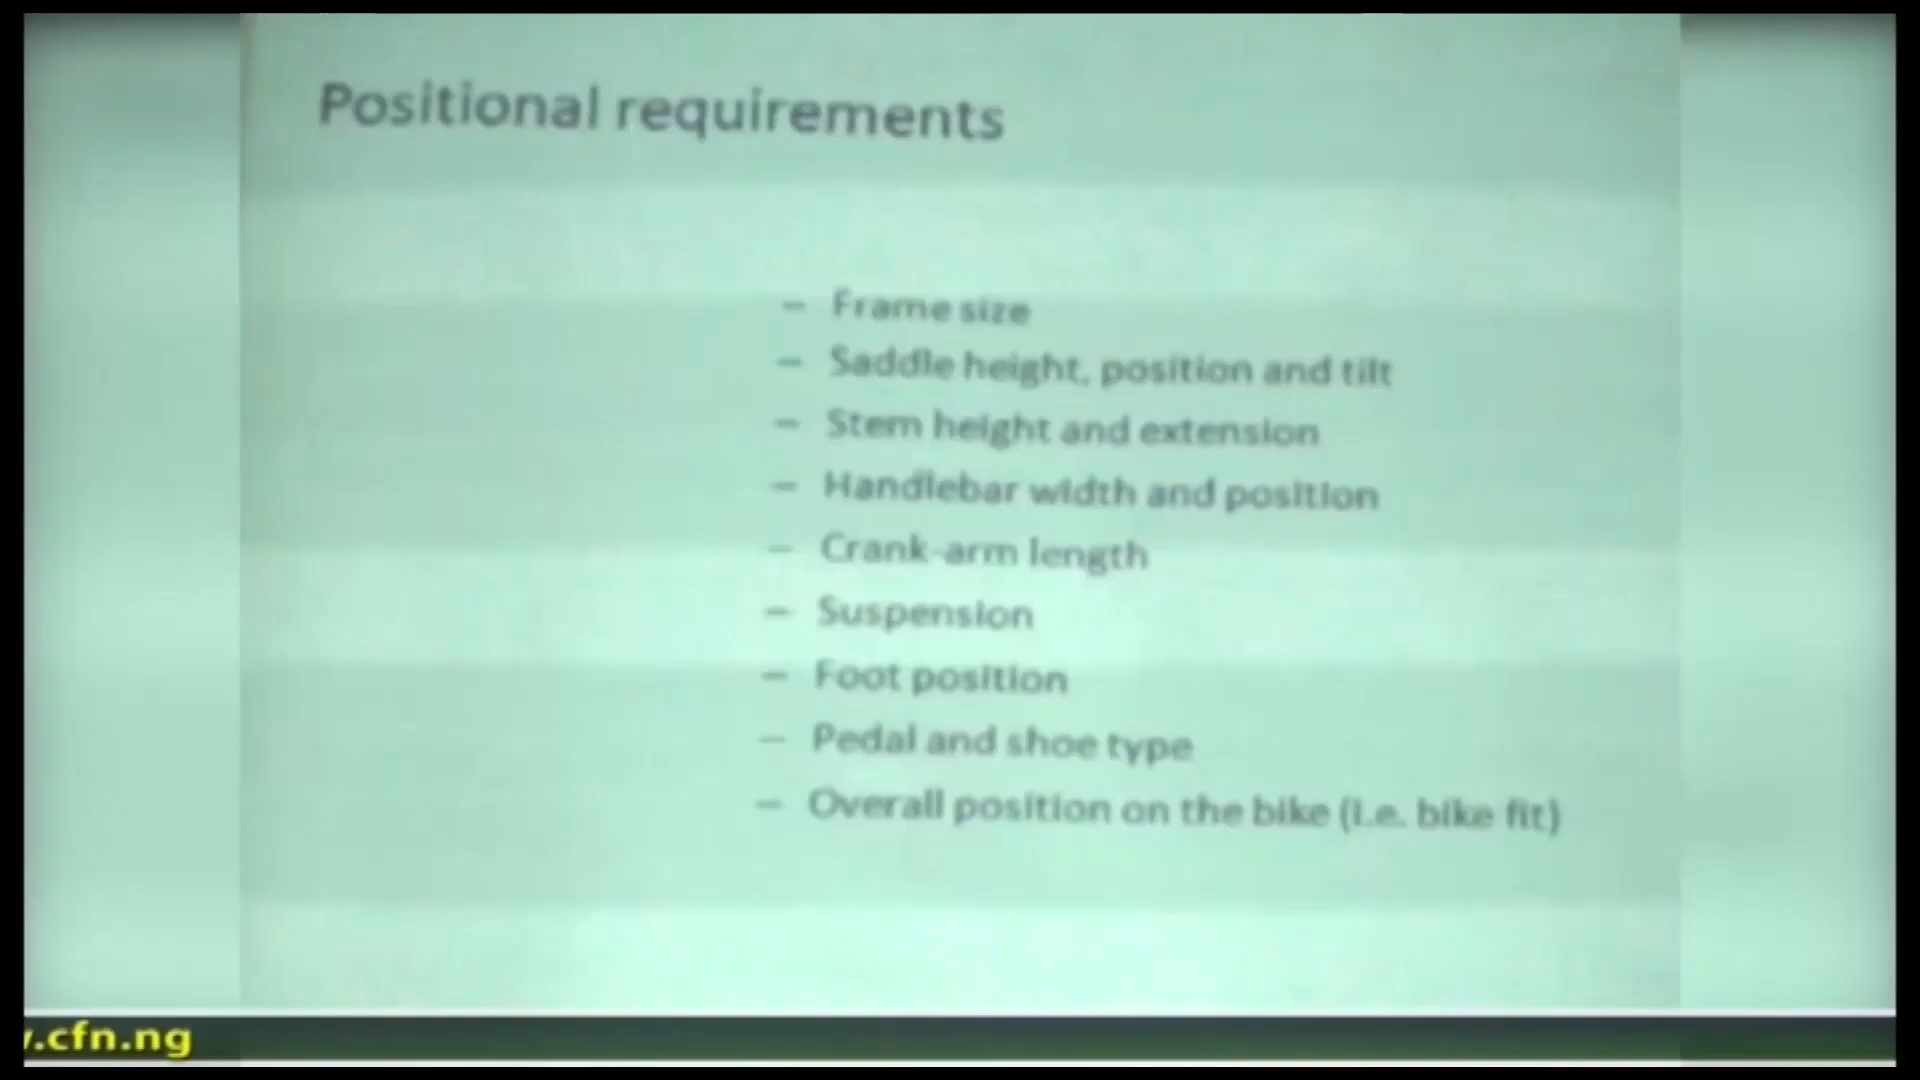 Positional requirements
– Frame size
– Saddle height, position and tilt
– Stem height and extension
– Handlebar width and position
– Crank-arm length
– Suspension
– Foot position
– Pedal and shoe type
– Overall position on the bike (i.e. bike fit)
.cfn.ng